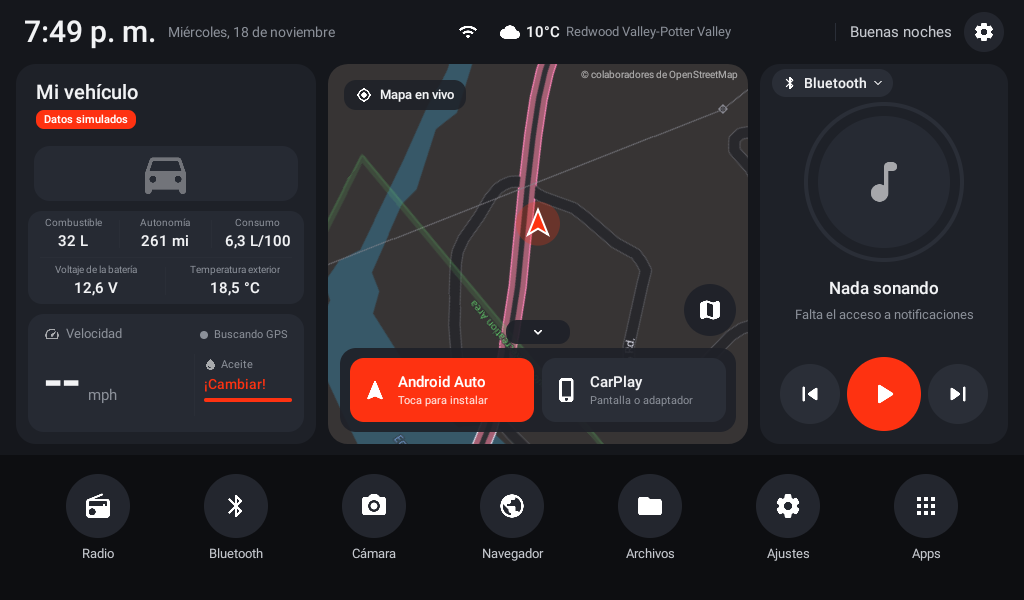 7:49 p. m.
Miércoles, 18 de noviembre
10°C Redwood Valley-Potter Valley
Buenas noches
Mi vehículo
Datos simulados
Combustible
32 L
Autonomía
261 mi
Consumo
6,3 L/100
Voltaje de la batería
12,6 V
Temperatura exterior
18,5 °C
Velocidad
Buscando GPS
-- mph
Aceite
¡Cambiar!
© colaboradores de OpenStreetMap
Mapa en vivo
Android Auto
Toca para instalar
CarPlay
Pantalla o adaptador
Bluetooth
Nada sonando
Falta el acceso a notificaciones
Radio
Bluetooth
Cámara
Navegador
Archivos
Ajustes
Apps